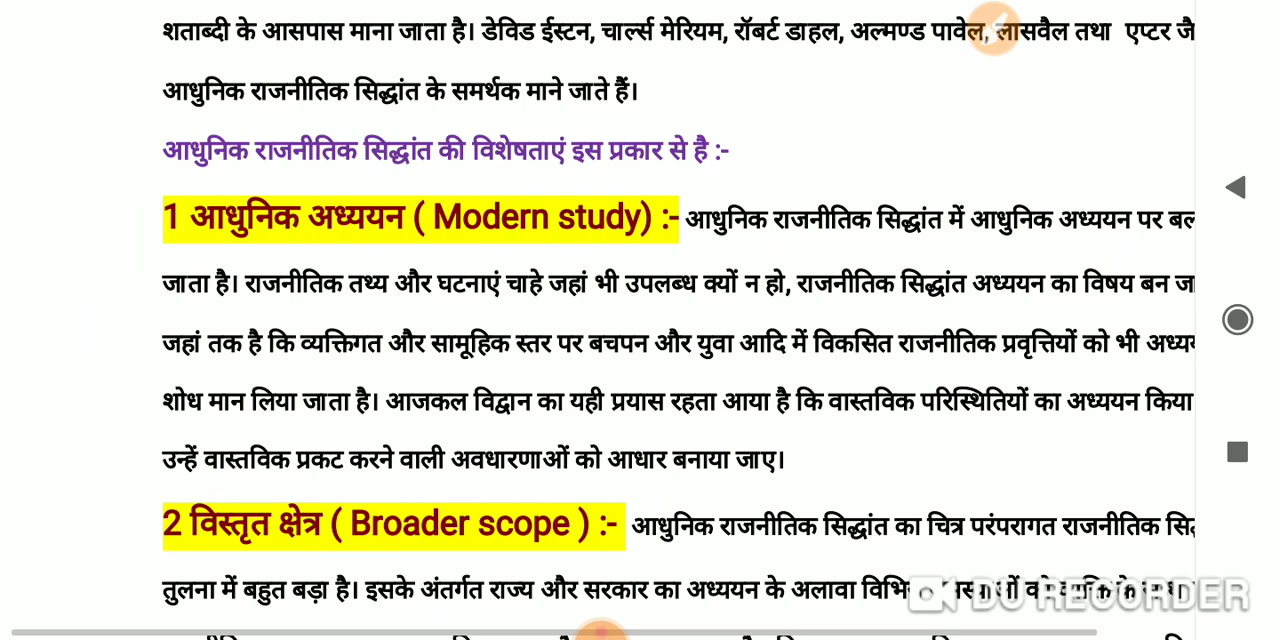 शताब्दी के आसपास माना जाता है। डेविड ईस्टन, चार्ल्स मेरियम, रॉबर्ट डाहल, अल्मण्ड पावेल, लासवैल तथा एप्टर जै
आधुनिक राजनीतिक सिद्धांत के समर्थक माने जाते हैं।
आधुनिक राजनीतिक सिद्धांत की विशेषताएं इस प्रकार से है :-
1 आधुनिक अध्ययन ( Modern study) :- आधुनिक राजनीतिक सिद्धांत में आधुनिक अध्ययन पर बल
जाता है। राजनीतिक तथ्य और घटनाएं चाहे जहां भी उपलब्ध क्यों न हो, राजनीतिक सिद्धांत अध्ययन का विषय बन जा
जहां तक है कि व्यक्तिगत और सामूहिक स्तर पर बचपन और युवा आदि में विकसित राजनीतिक प्रवृत्तियों को भी
शोध मान लिया जाता है। आजकल विद्वान का यही प्रयास रहता आया है कि वास्तविक परिस्थितियों का अध्ययन किया
उन्हें वास्तविक प्रकट करने वाली अवधारणाओं को आधार बनाया जाए।
2 विस्तृत क्षेत्र ( Broader scope ) :- आधुनिक राजनीतिक सिद्धांत का चित्र परंपरागत राजनीतिक
तुलना में बहुत बड़ा है। इसके अंतर्गत राज्य और सरकार का अध्ययन के अलावा
DU RECORDER